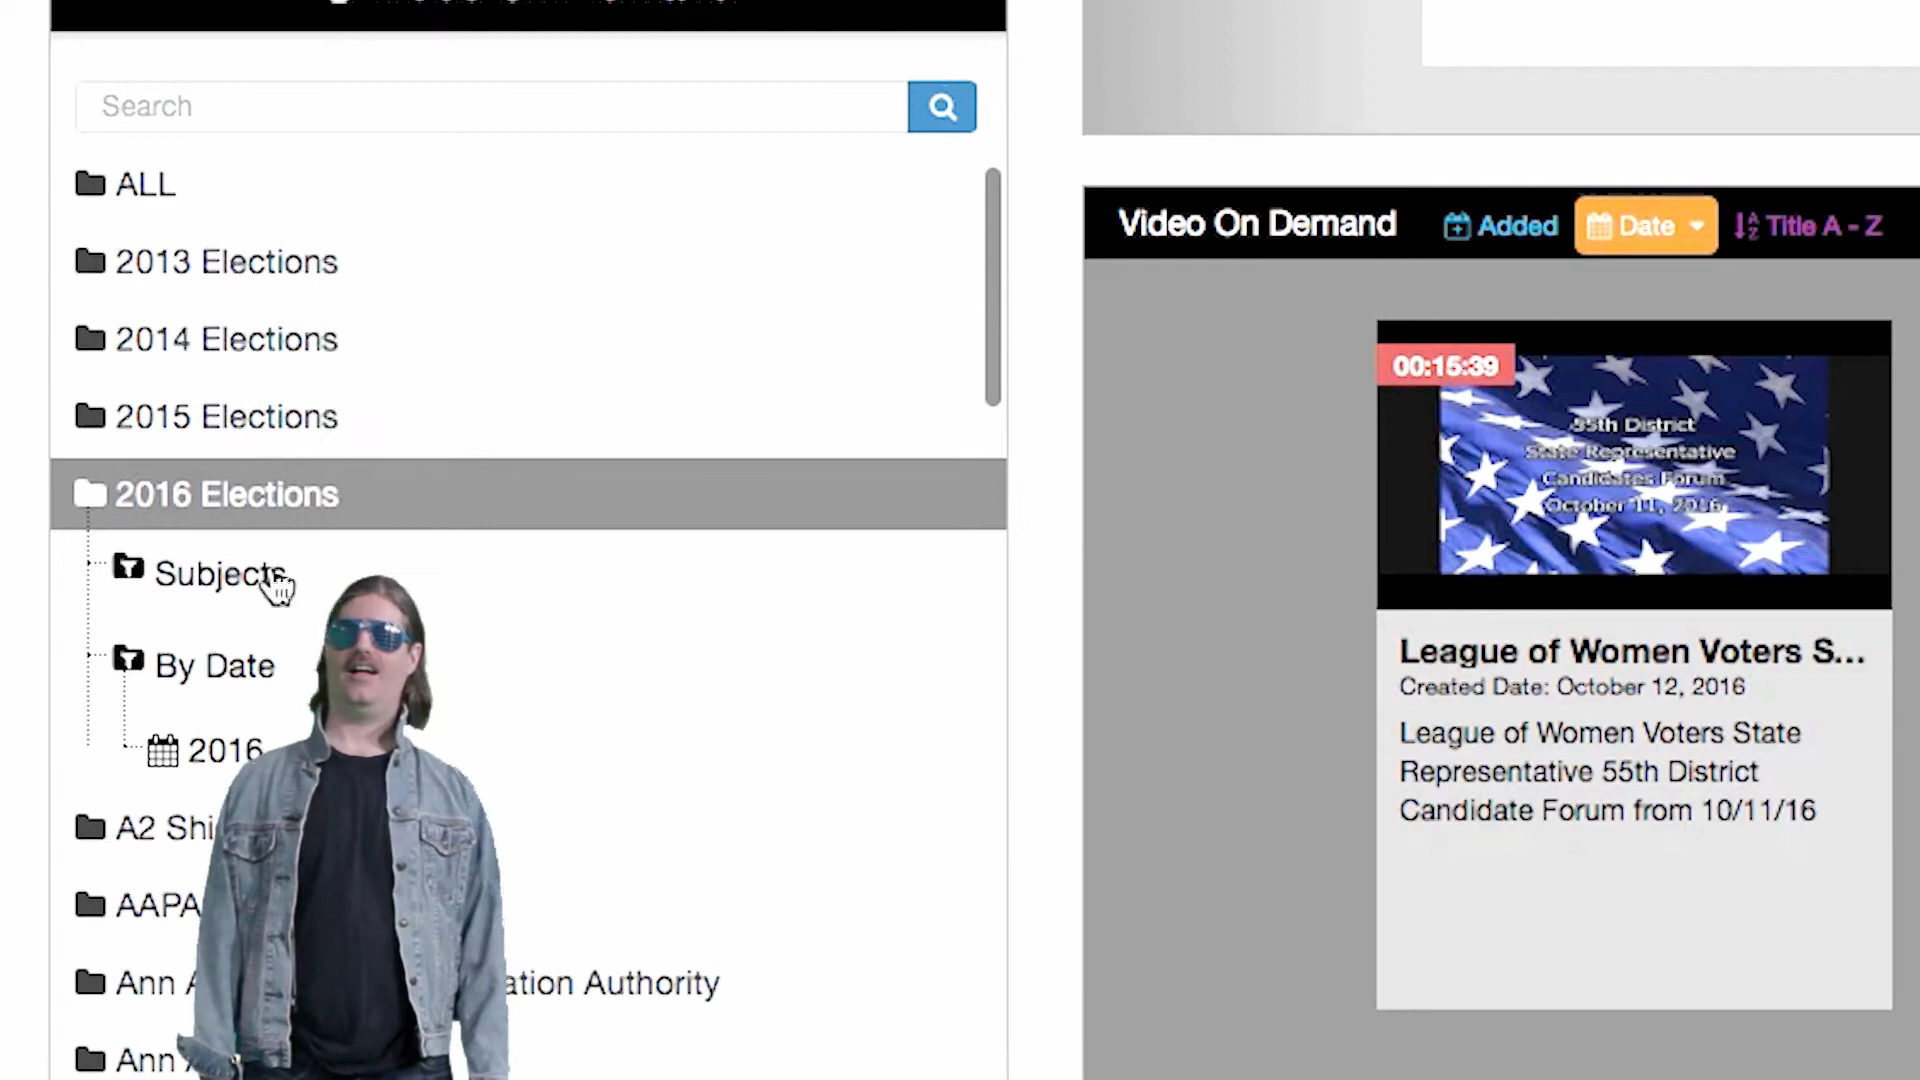 Search
ALL
2013 Elections
2014 Elections
2015 Elections
2016 Elections
Subjects
By Date
2016
A2 Shi
AAPA
Ann A
ation Authority
Ann
Video On Demand
Added
Date
Title A - Z
00:15:39
55th District
State Representative
Candidates Forum
October 11, 2016
League of Women Voters S...
Created Date: October 12, 2016
League of Women Voters State
Representative 55th District
Candidate Forum from 10/11/16